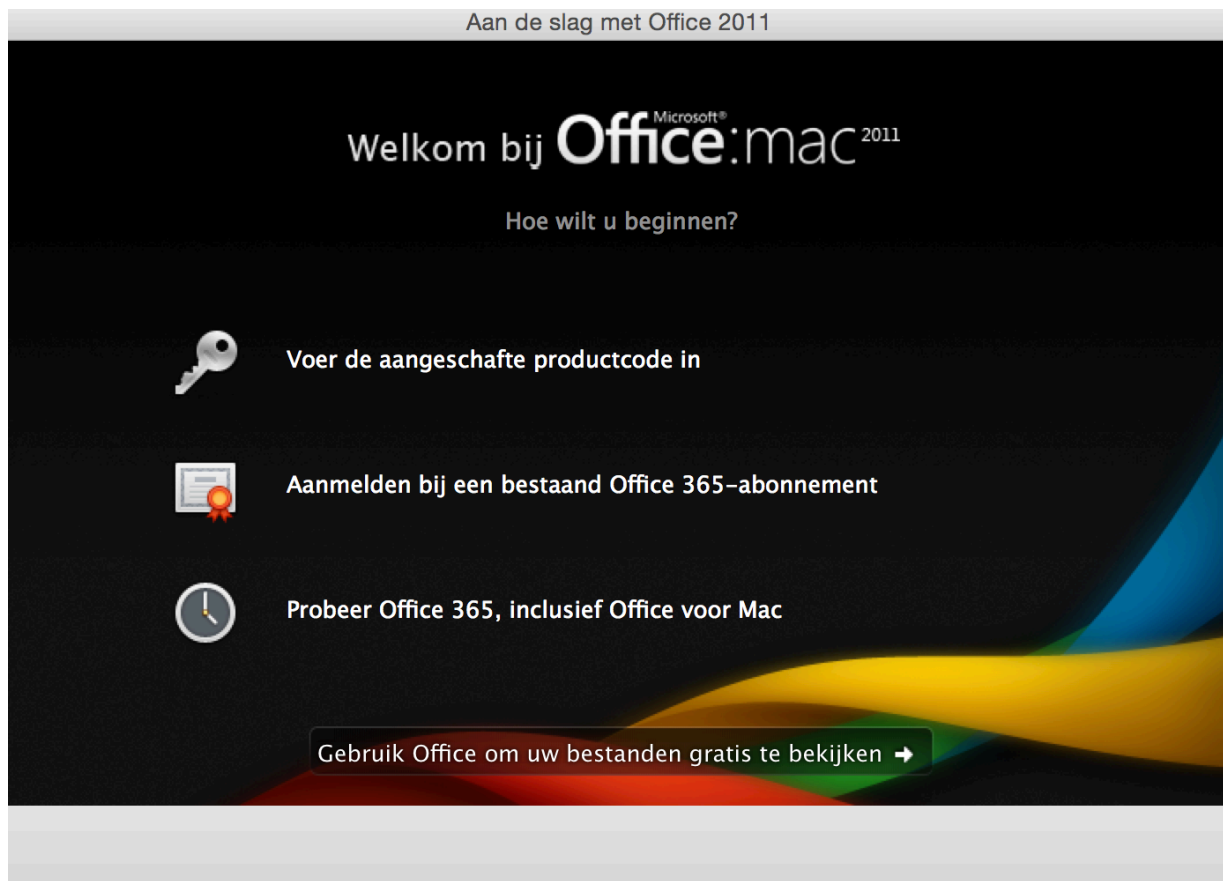 Aan de slag met Office 2011
Welkom bij Microsoft® Office:mac 2011
Hoe wilt u beginnen?
Voer de aangeschafte productcode in
Aanmelden bij een bestaand Office 365-abonnement
Probeer Office 365, inclusief Office voor Mac
Gebruik Office om uw bestanden gratis te bekijken